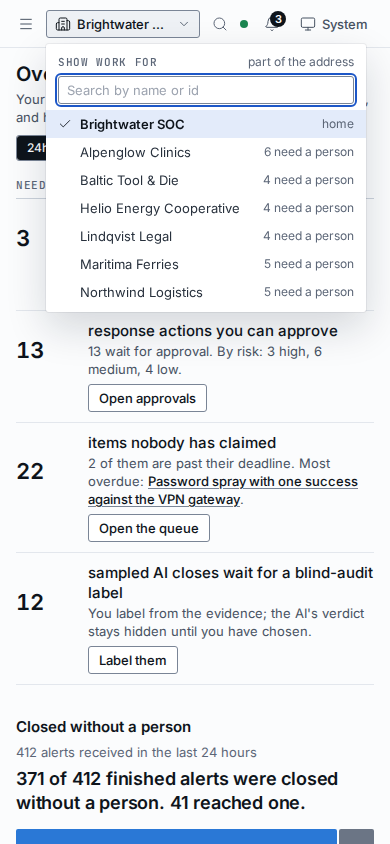 Brightwater ...
3
System
SHOW WORK FOR part of the address
Search by name or id
Brightwater SOC home
Alpenglow Clinics 6 need a person
Baltic Tool & Die 4 need a person
Helio Energy Cooperative 4 need a person
Lindqvist Legal 4 need a person
Maritima Ferries 5 need a person
Northwind Logistics 5 need a person
Your
and
24h
NEED
3
response actions you can approve
13
13 wait for approval. By risk: 3 high, 6
medium, 4 low.
Open approvals
items nobody has claimed
22
2 of them are past their deadline. Most
overdue: Password spray with one success
against the VPN gateway.
Open the queue
sampled AI closes wait for a blind-audit
label
12
You label from the evidence; the AI's verdict
stays hidden until you have chosen.
Label them
Closed without a person
412 alerts received in the last 24 hours
371 of 412 finished alerts were closed
without a person. 41 reached one.